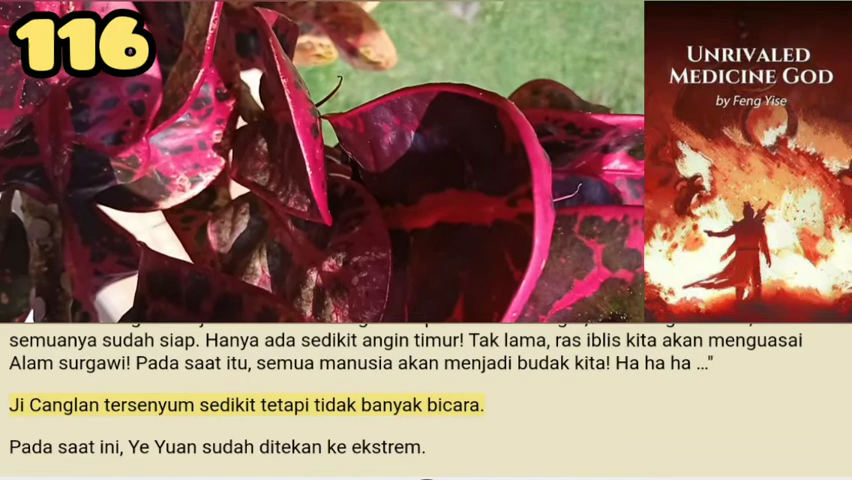 116
UNRIVALED
MEDICINE GOD
by Feng Yise
semuanya sudah siap. Hanya ada sedikit angin timur! Tak lama, ras iblis kita akan menguasai
Alam surgawi! Pada saat itu, semua manusia akan menjadi budak kita! Ha ha ha ..."
Ji Canglan tersenyum sedikit tetapi tidak banyak bicara.
Pada saat ini, Ye Yuan sudah ditekan ke ekstrem.